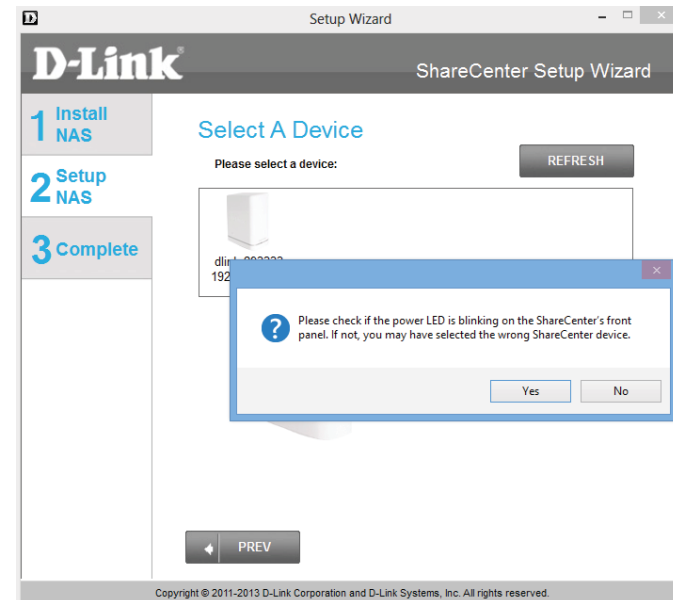 Setup Wizard
D-Link
ShareCenter Setup Wizard
1 Install
NAS
2 Setup
NAS
3 Complete
Select A Device
Please select a device:
REFRESH
192
Please check if the power LED is blinking on the ShareCenter's front
panel. If not, you may have selected the wrong ShareCenter device.
Yes
No
PREV
Copyright © 2011-2013 D-Link Corporation and D-Link Systems, Inc. All rights reserved.